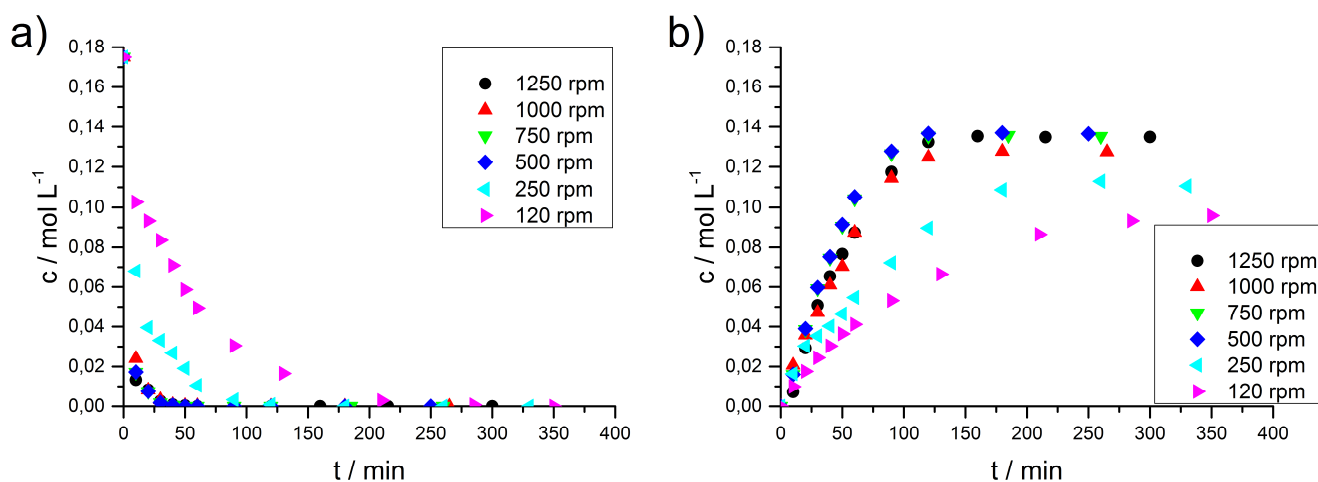 a)
c / mol L⁻¹
0,18
0,16
0,14
0,12
0,10
0,08
0,06
0,04
0,02
0,00
0 50 100 150 200 250 300 350 400
t / min
1250 rpm
1000 rpm
750 rpm
500 rpm
250 rpm
120 rpm
b)
c / mol L⁻¹
0,18
0,16
0,14
0,12
0,10
0,08
0,06
0,04
0,02
0,00
0 50 100 150 200 250 300 350 400
t / min
1250 rpm
1000 rpm
750 rpm
500 rpm
250 rpm
120 rpm